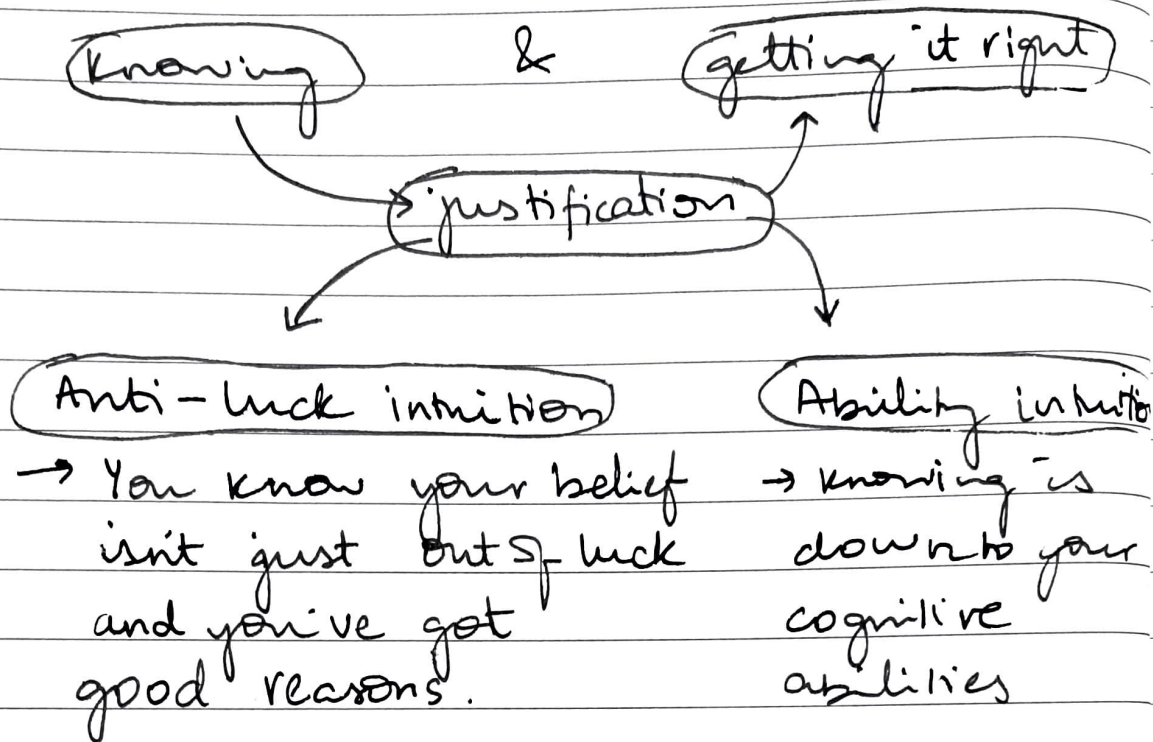 Knowing & getting it right
justification
Anti-luck intuition Ability intuitio
→ You know your belief → knowing is
isn't just out of luck down to your
and you've got cognitive
good reasons. abilities